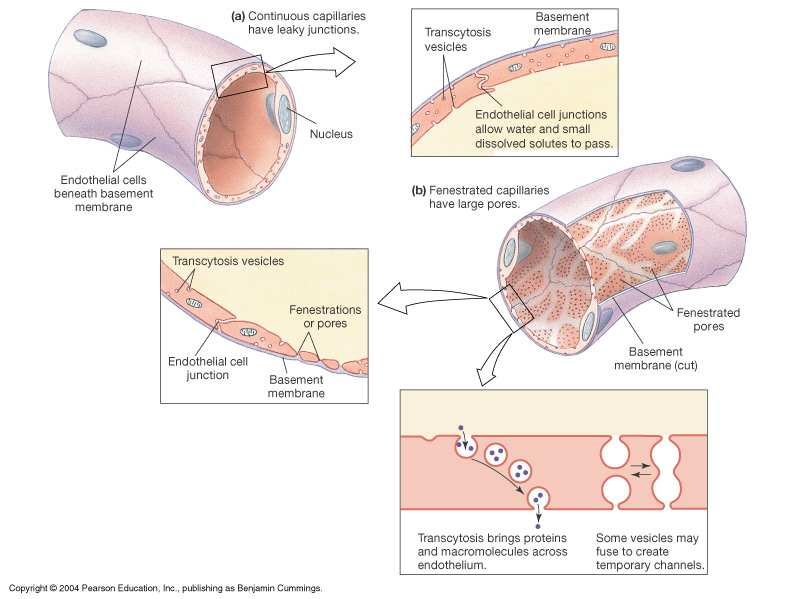 (a) Continuous capillaries
have leaky junctions.
Nucleus
Endothelial cells
beneath basement
membrane
Transcytosis
vesicles
Basement
membrane
Endothelial cell junctions
allow water and small
dissolved solutes to pass.
(b) Fenestrated capillaries
have large pores.
Fenestrated
pores
Basement
membrane (cut)
Transcytosis vesicles
Fenestrations
or pores
Endothelial cell
junction
Basement
membrane
Transcytosis brings proteins
and macromolecules across
endothelium.
Some vesicles may
fuse to create
temporary channels.
Copyright © 2004 Pearson Education, Inc., publishing as Benjamin Cummings.